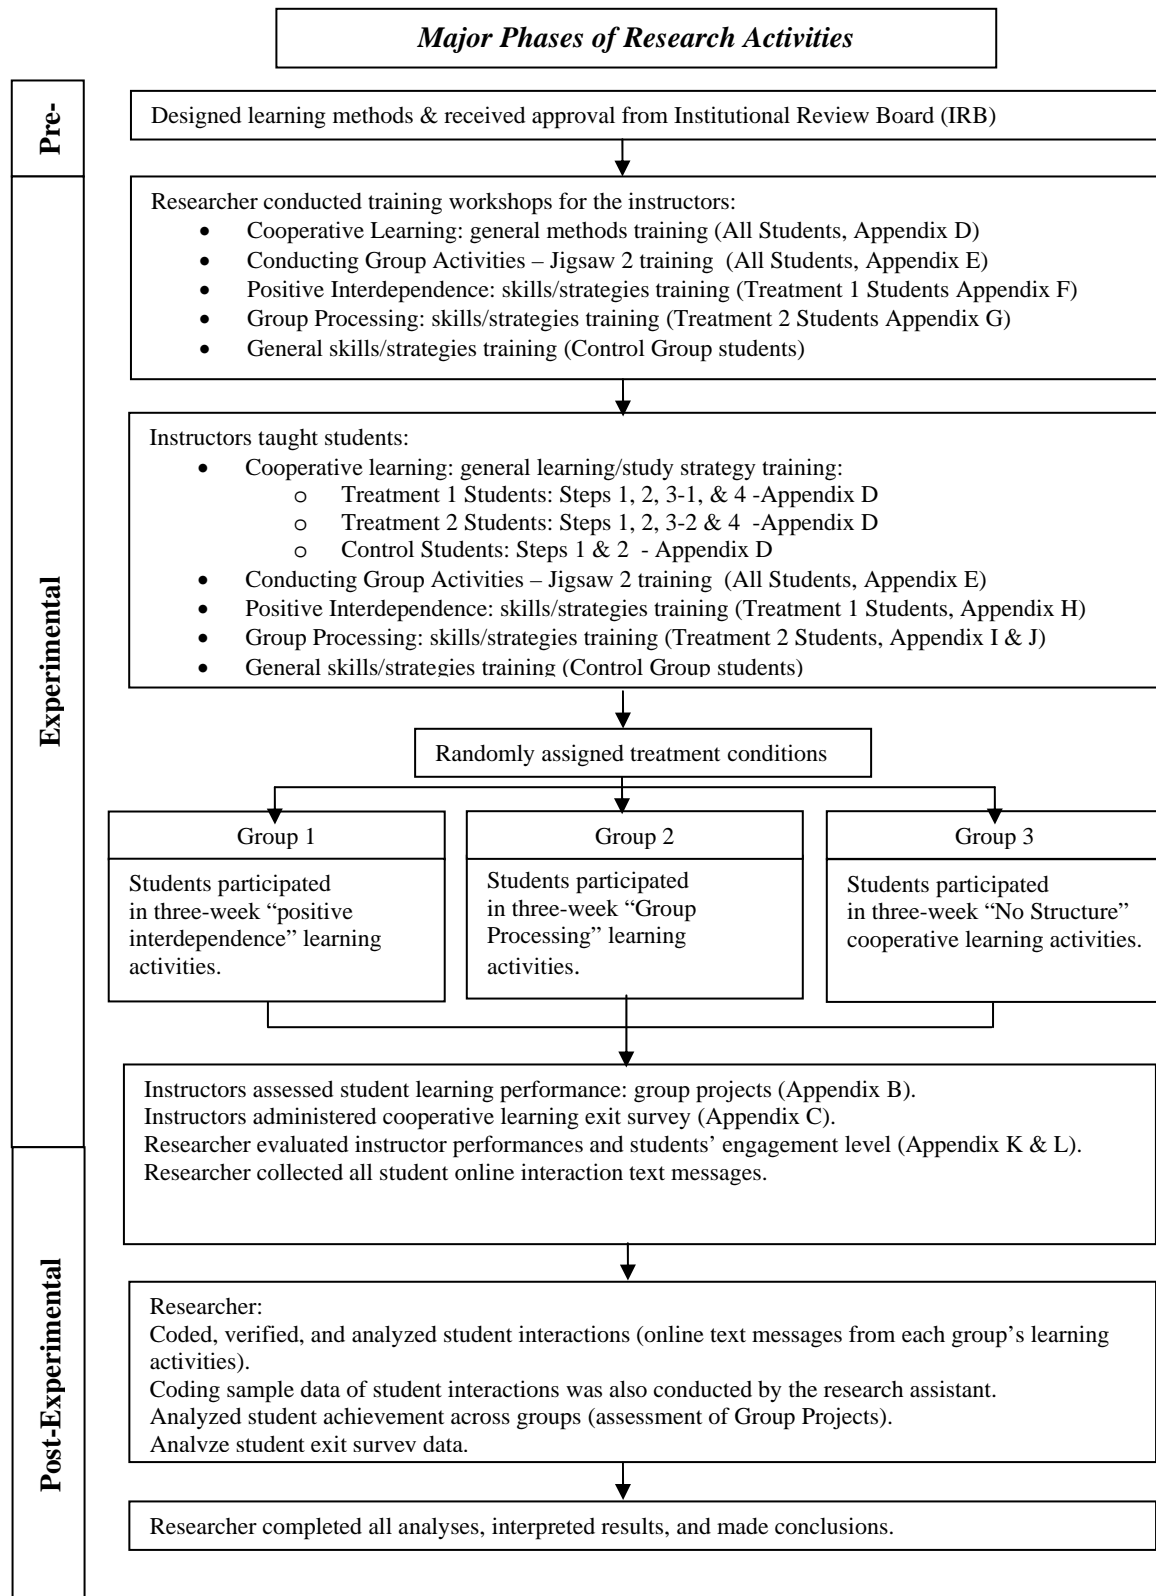 Major Phases of Research Activities
Pre-
Designed learning methods & received approval from Institutional Review Board (IRB)
Experimental
Researcher conducted training workshops for the instructors:
• Cooperative Learning: general methods training (All Students, Appendix D)
• Conducting Group Activities – Jigsaw 2 training (All Students, Appendix E)
• Positive Interdependence: skills/strategies training (Treatment 1 Students Appendix F)
• Group Processing: skills/strategies training (Treatment 2 Students Appendix G)
• General skills/strategies training (Control Group students)
Instructors taught students:
• Cooperative learning: general learning/study strategy training:
o Treatment 1 Students: Steps 1, 2, 3-1, & 4 -Appendix D
o Treatment 2 Students: Steps 1, 2, 3-2 & 4 -Appendix D
o Control Students: Steps 1 & 2 - Appendix D
• Conducting Group Activities – Jigsaw 2 training (All Students, Appendix E)
• Positive Interdependence: skills/strategies training (Treatment 1 Students, Appendix H)
• Group Processing: skills/strategies training (Treatment 2 Students, Appendix I & J)
• General skills/strategies training (Control Group students)
Randomly assigned treatment conditions
Group 1
Students participated
in three-week “positive
interdependence” learning
activities.
Group 2
Students participated
in three-week “Group
Processing” learning
activities.
Group 3
Students participated
in three-week “No Structure”
cooperative learning activities.
Instructors assessed student learning performance: group projects (Appendix B).
Instructors administered cooperative learning exit survey (Appendix C).
Researcher evaluated instructor performances and students’ engagement level (Appendix K & L).
Researcher collected all student online interaction text messages.
Post-Experimental
Researcher:
Coded, verified, and analyzed student interactions (online text messages from each group’s learning
activities).
Coding sample data of student interactions was also conducted by the research assistant.
Analyzed student achievement across groups (assessment of Group Projects).
Analyze student exit survey data.
Researcher completed all analyses, interpreted results, and made conclusions.